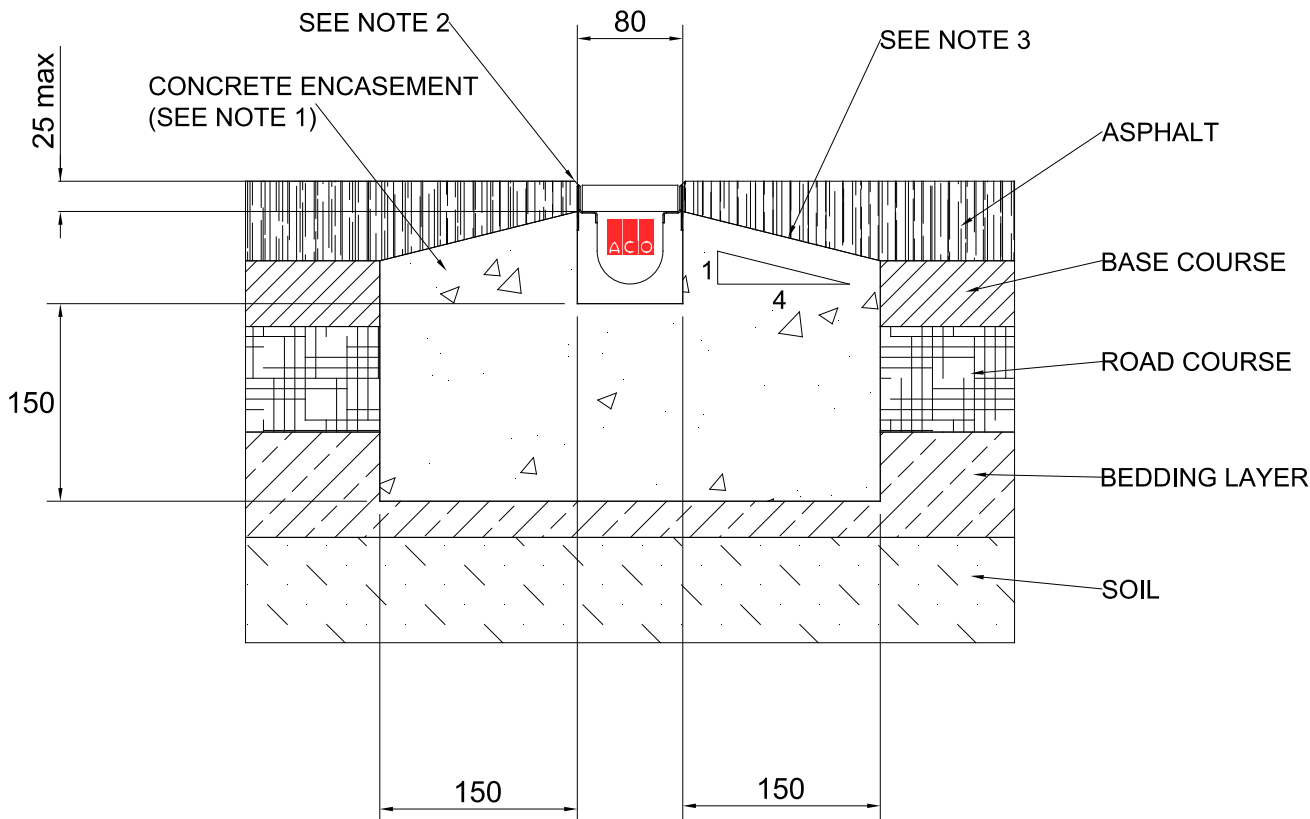 SEE NOTE 2
80
SEE NOTE 3
25 max
CONCRETE ENCASEMENT
(SEE NOTE 1)
ASPHALT
ACO
BASE COURSE
1
4
ROAD COURSE
150
BEDDING LAYER
SOIL
150
150